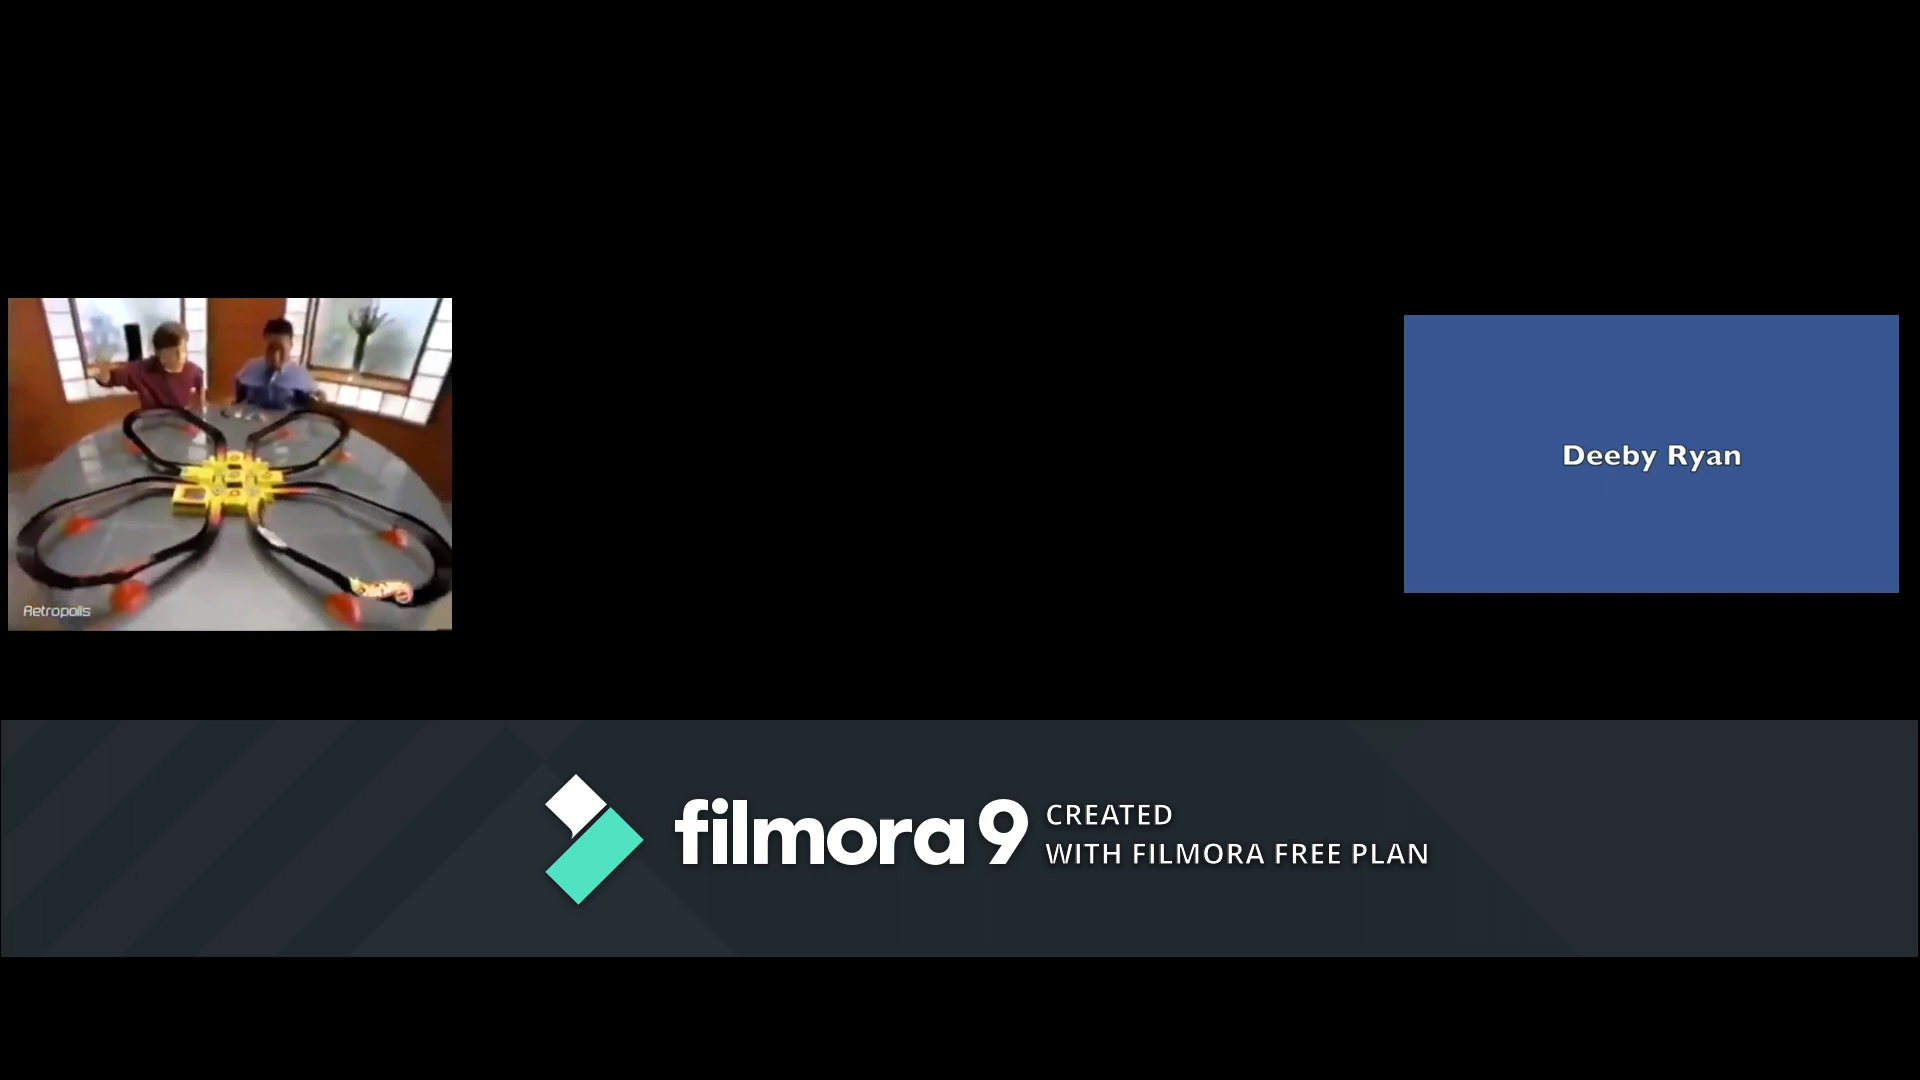 Retropolis
Deeby Ryan
filmora 9
CREATED
WITH FILMORA FREE PLAN